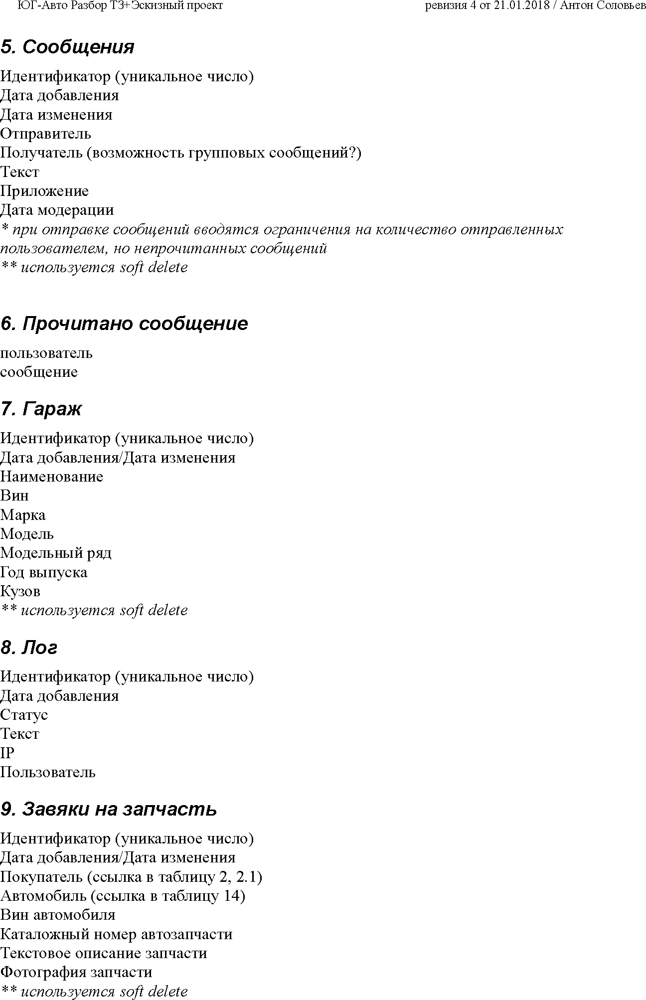 ЮГ-Авто Разбор ТЗ+Эскизный проект ревизия 4 от 21.01.2018 / Антон Соловьев
5. Сообщения
Идентификатор (уникальное число)
Дата добавления
Дата изменения
Отправитель
Получатель (возможность групповых сообщений?)
Текст
Приложение
Дата модерации
* при отправке сообщений вводятся ограничения на количество отправленных
пользователем, но непрочитанных сообщений
** используется soft delete
6. Прочитано сообщение
пользователь
сообщение
7. Гараж
Идентификатор (уникальное число)
Дата добавления/Дата изменения
Наименование
Вин
Марка
Модель
Модельный ряд
Год выпуска
Кузов
** используется soft delete
8. Лог
Идентификатор (уникальное число)
Дата добавления
Статус
Текст
IP
Пользователь
9. Завяки на запчасть
Идентификатор (уникальное число)
Дата добавления/Дата изменения
Покупатель (ссылка в таблицу 2, 2.1)
Автомобиль (ссылка в таблицу 14)
Вин автомобиля
Каталожный номер автозапчасти
Текстовое описание запчасти
Фотография запчасти
** используется soft delete